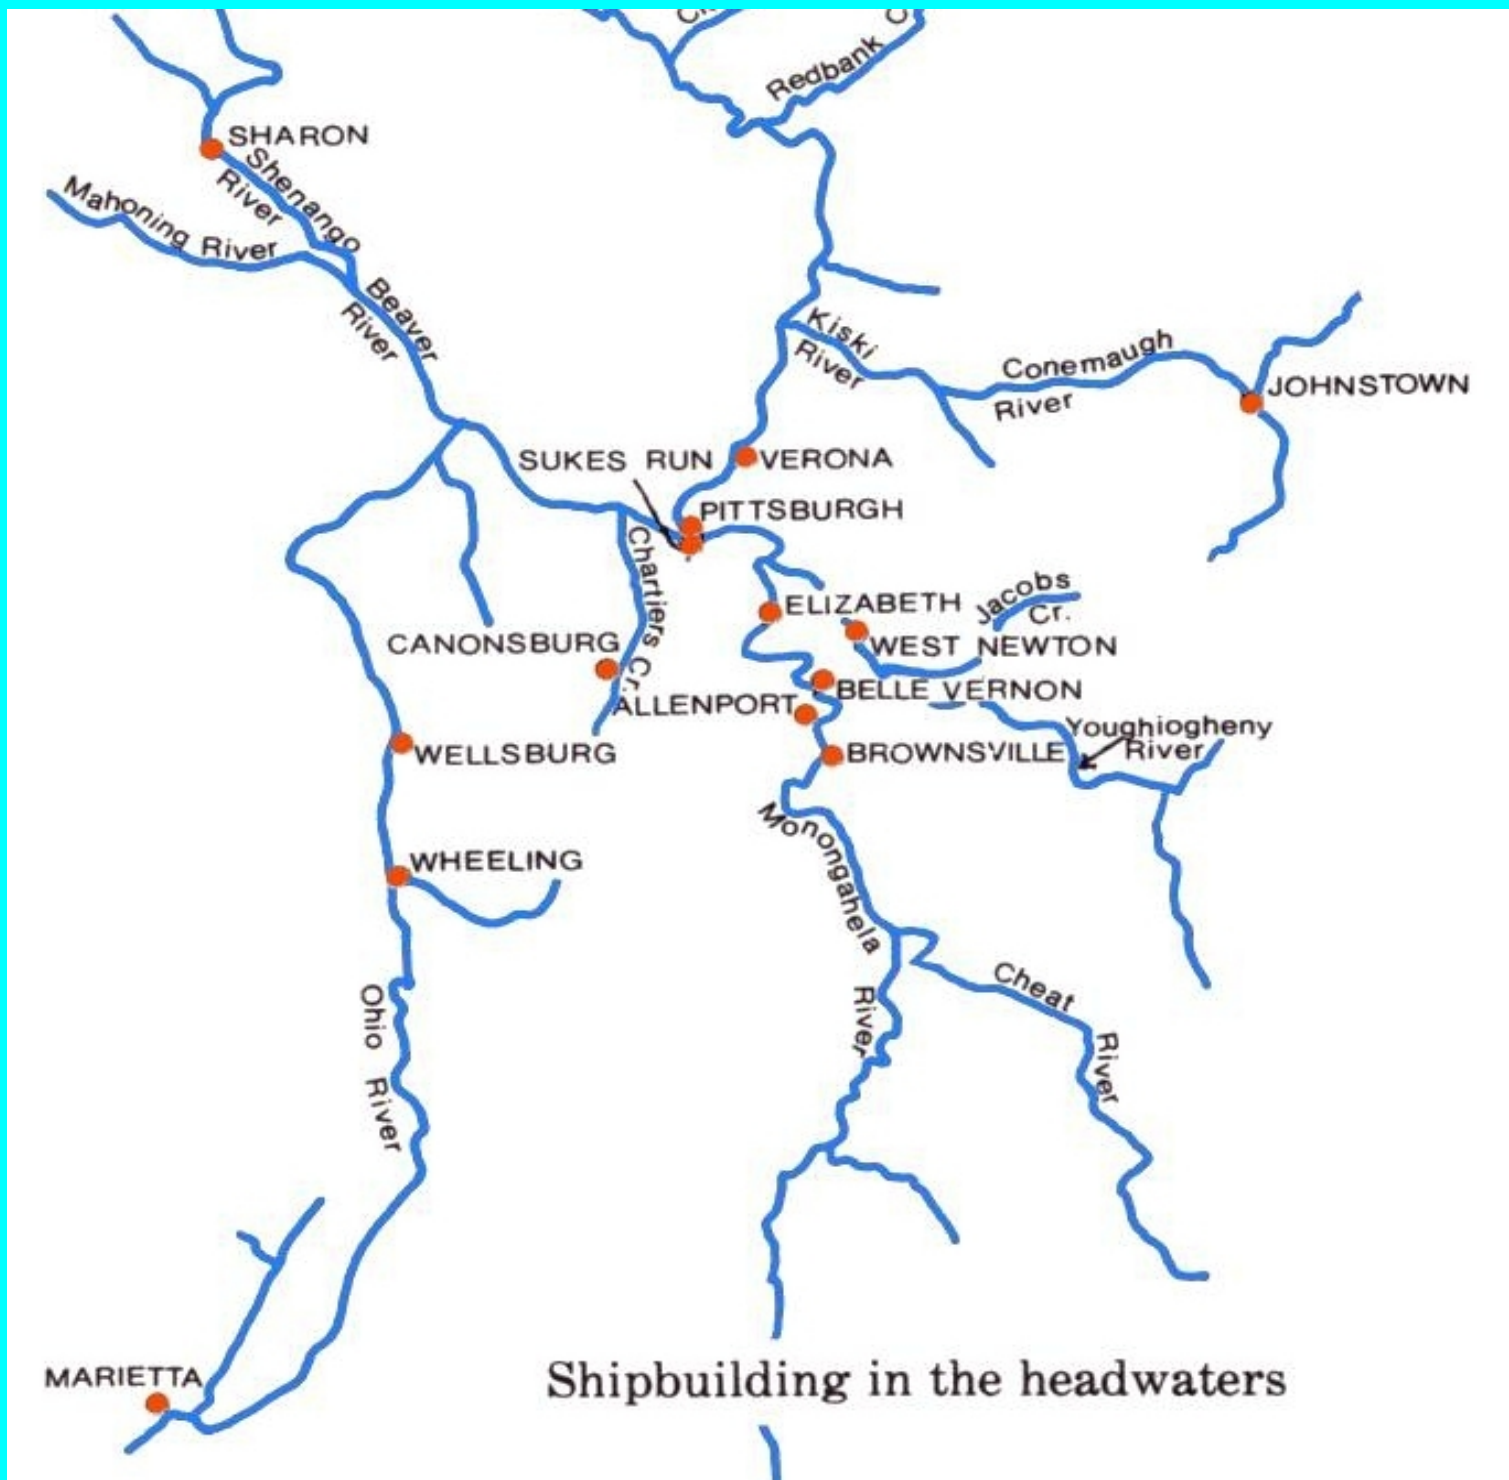 Redbank
SHARON
Shenango
River
Mahoning River
Beaver
River
Kiski
River
Conemaugh
River
JOHNSTOWN
SUKES RUN
VERONA
PITTSBURGH
Chartiers Cr.
ELIZABETH
Jacobs
Cr.
CANONSBURG
WEST NEWTON
BELLE VERNON
ALLENPORT
Youghiogheny
River
WELLSBURG
BROWNSVILLE
Monongahela
River
WHEELING
Cheat
River
Ohio River
MARIETTA
Shipbuilding in the headwaters